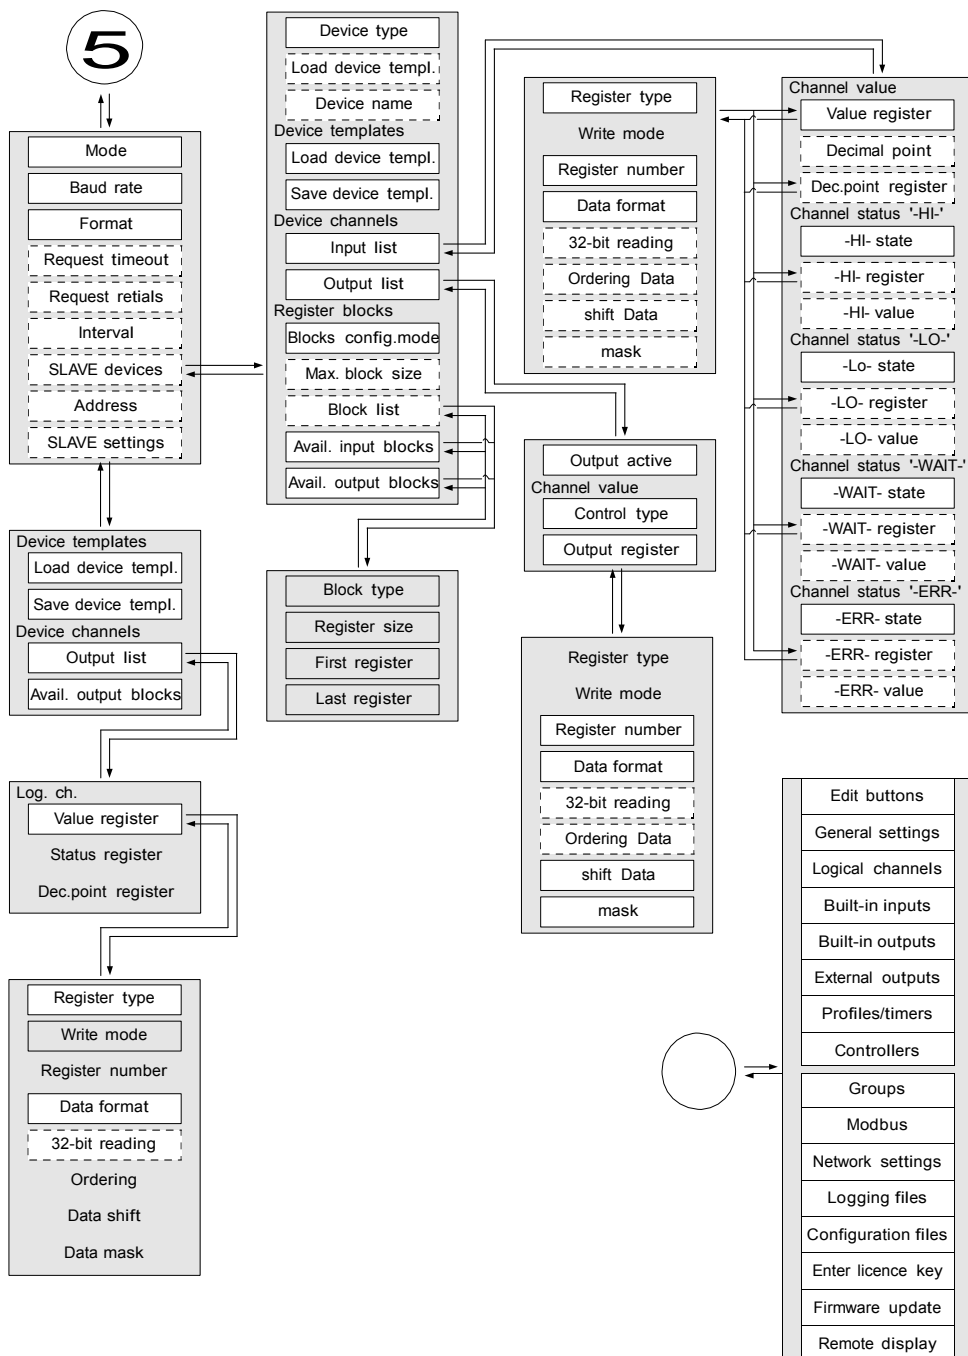 5
Mode
Baud rate
Format
Request timeout
Request retials
Interval
SLAVE devices
Address
SLAVE settings
Device templates
Load device templ.
Save device templ.
Device channels
Output list
Avail. output blocks
Log. ch.
Value register
Status register
Dec.point register
Register type
Write mode
Register number
Data format
32-bit reading
Ordering
Data shift
Data mask
Device type
Load device templ.
Device name
Device templates
Load device templ.
Save device templ.
Device channels
Input list
Output list
Register blocks
Blocks config.mode
Max. block size
Block list
Avail. input blocks
Avail. output blocks
Block type
Register size
First register
Last register
Register type
Write mode
Register number
Data format
32-bit reading
Ordering Data
shift Data
mask
Output active
Channel value
Control type
Output register
Register type
Write mode
Register number
Data format
32-bit reading
Ordering Data
shift Data
mask
Channel value
Value register
Decimal point
Dec.point register
Channel status '-HI-'
-HI- state
-HI- register
-HI- value
Channel status '-LO-'
-Lo- state
-LO- register
-LO- value
Channel status '-WAIT-'
-WAIT- state
-WAIT- register
-WAIT- value
Channel status '-ERR-'
-ERR- state
-ERR- register
-ERR- value
Edit buttons
General settings
Logical channels
Built-in inputs
Built-in outputs
External outputs
Profiles/timers
Controllers
Groups
Modbus
Network settings
Logging files
Configuration files
Enter licence key
Firmware update
Remote display